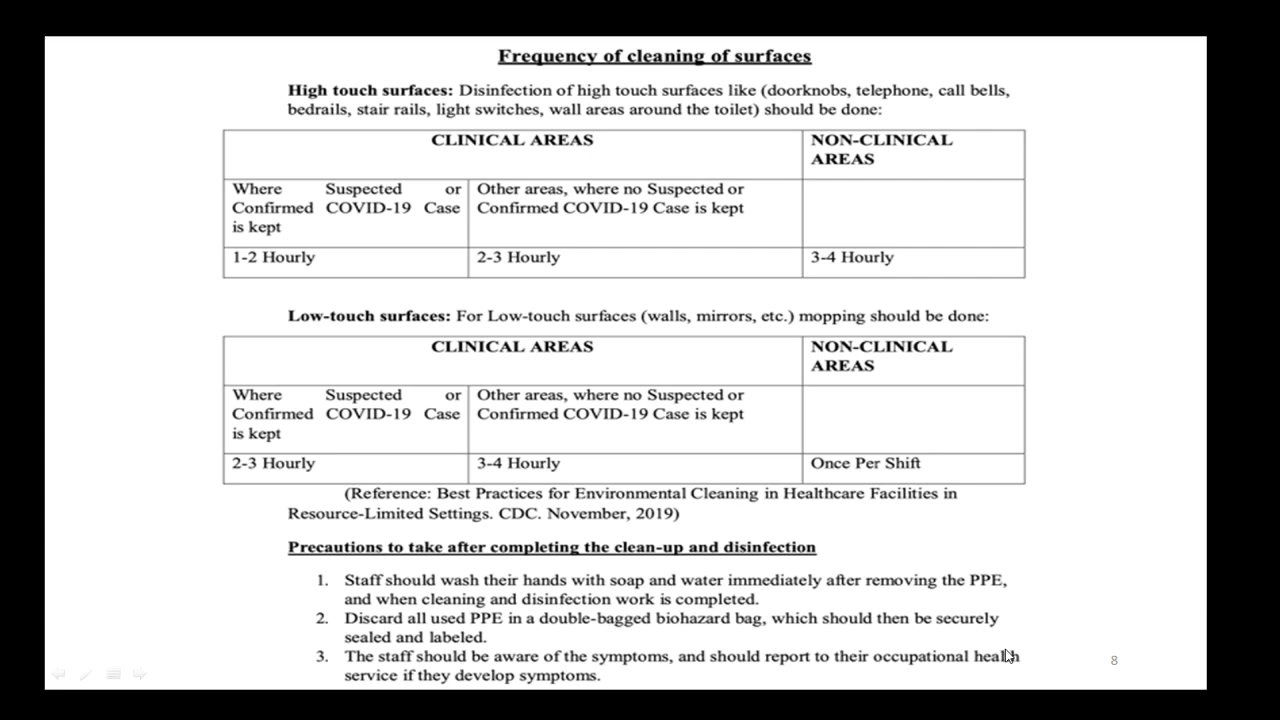 Frequency of cleaning of surfaces
High touch surfaces: Disinfection of high touch surfaces like (doorknobs, telephone, call bells,
bedrails, stair rails, light switches, wall areas around the toilet) should be done:
CLINICAL AREAS
NON-CLINICAL
AREAS
Where Suspected or
Confirmed COVID-19 Case
is kept
Other areas, where no Suspected or
Confirmed COVID-19 Case is kept
1-2 Hourly
2-3 Hourly
3-4 Hourly
Low-touch surfaces: For Low-touch surfaces (walls, mirrors, etc.) mopping should be done:
CLINICAL AREAS
NON-CLINICAL
AREAS
Where Suspected or
Confirmed COVID-19 Case
is kept
Other areas, where no Suspected or
Confirmed COVID-19 Case is kept
2-3 Hourly
3-4 Hourly
Once Per Shift
(Reference: Best Practices for Environmental Cleaning in Healthcare Facilities in
Resource-Limited Settings. CDC. November, 2019)
Precautions to take after completing the clean-up and disinfection
1. Staff should wash their hands with soap and water immediately after removing the PPE,
and when cleaning and disinfection work is completed.
2. Discard all used PPE in a double-bagged biohazard bag, which should then be securely
sealed and labeled.
3. The staff should be aware of the symptoms, and should report to their occupational health
service if they develop symptoms.
8